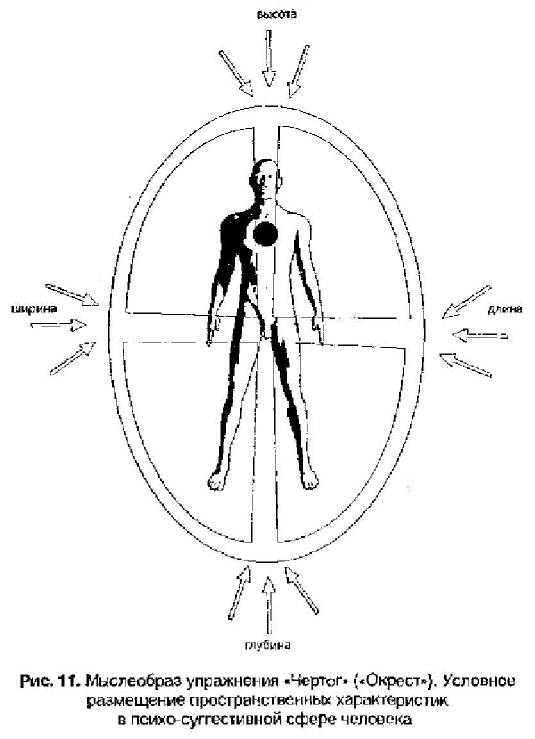 высота
ширина
длина
глубина
Рис. 11. Мыслеобраз упражнения «Чертог» («Окрест»). Условное
размещение пространственных характеристик
в психо-суггестивной сфере человека